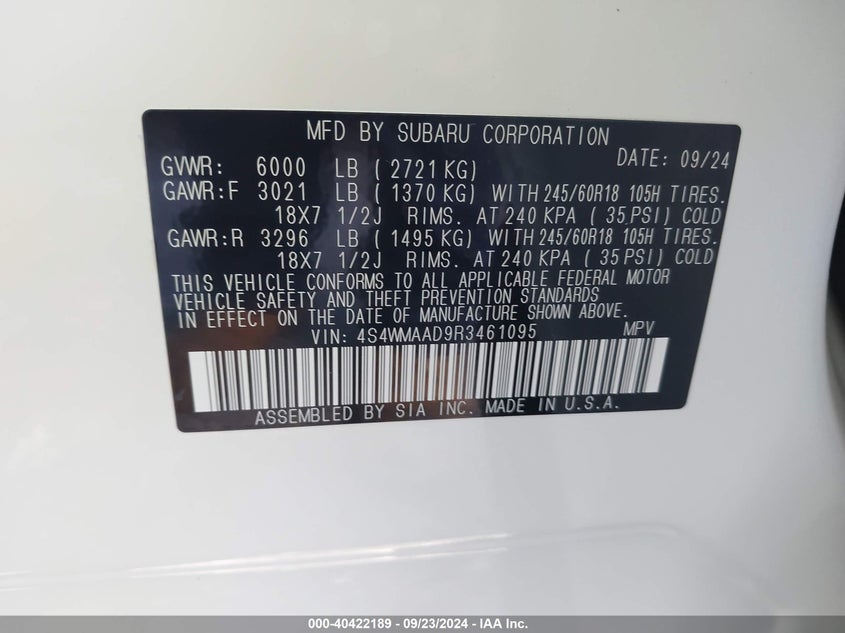 MFD BY SUBARU CORPORATION
DATE: 09/24
GVWR: 6000 LB ( 2721 KG)
GAWR:F 3021 LB ( 1370 KG) WITH 245/60R18 105H TIRES.
18X7 1/2J RIMS. AT 240 KPA ( 35 PSI) COLD
GAWR:R 3296 LB ( 1495 KG) WITH 245/60R18 105H TIRES.
18X7 1/2J RIMS. AT 240 KPA ( 35 PSI) COLD
THIS VEHICLE CONFORMS TO ALL APPLICABLE FEDERAL MOTOR
VEHICLE SAFETY AND THEFT PREVENTION STANDARDS
IN EFFECT ON THE DATE OF MANUFACTURE SHOWN ABOVE.
VIN: 4S4WMAAD9R3461095 MPV
ASSEMBLED BY SIA INC. MADE IN U.S.A.
000-40422189 - 09/23/2024 - IAA Inc.